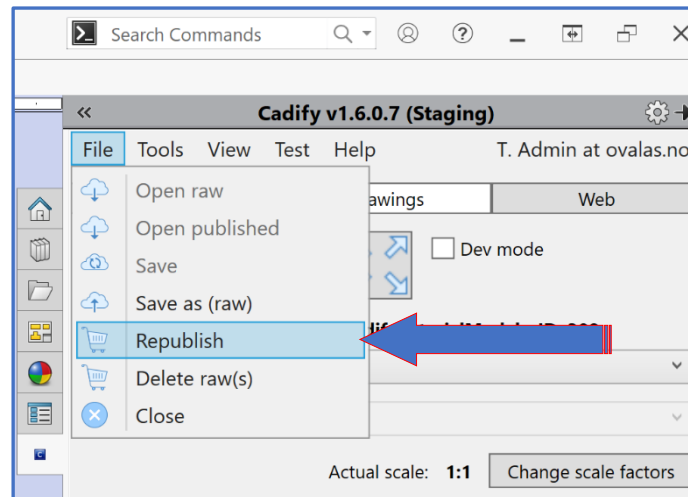 Search Commands
Cadify v1.6.0.7 (Staging)
File Tools View Test Help T. Admin at ovalas.no
Open raw
awings Web
Open published
Dev mode
Save
Save as (raw)
Republish
Delete raw(s)
Close
Actual scale: 1:1 Change scale factors